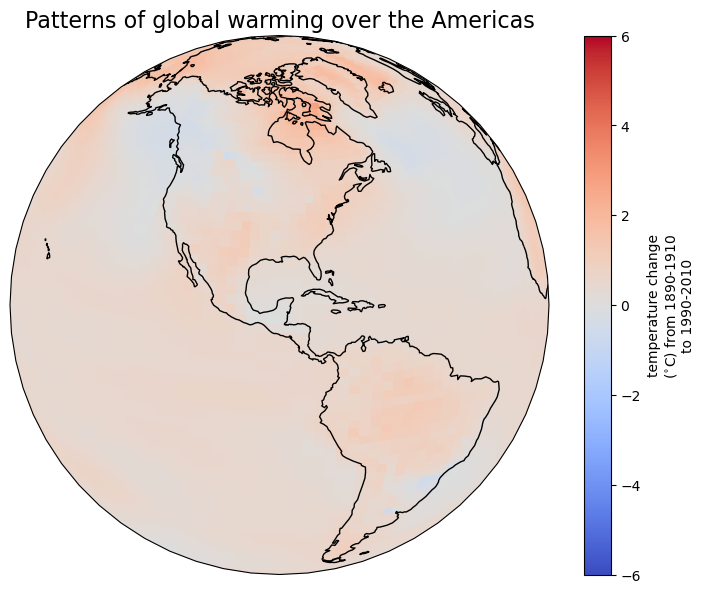 Patterns of global warming over the Americas
6
4
2
0
−2
−4
−6
temperature change
(°C) from 1890-1910
to 1990-2010